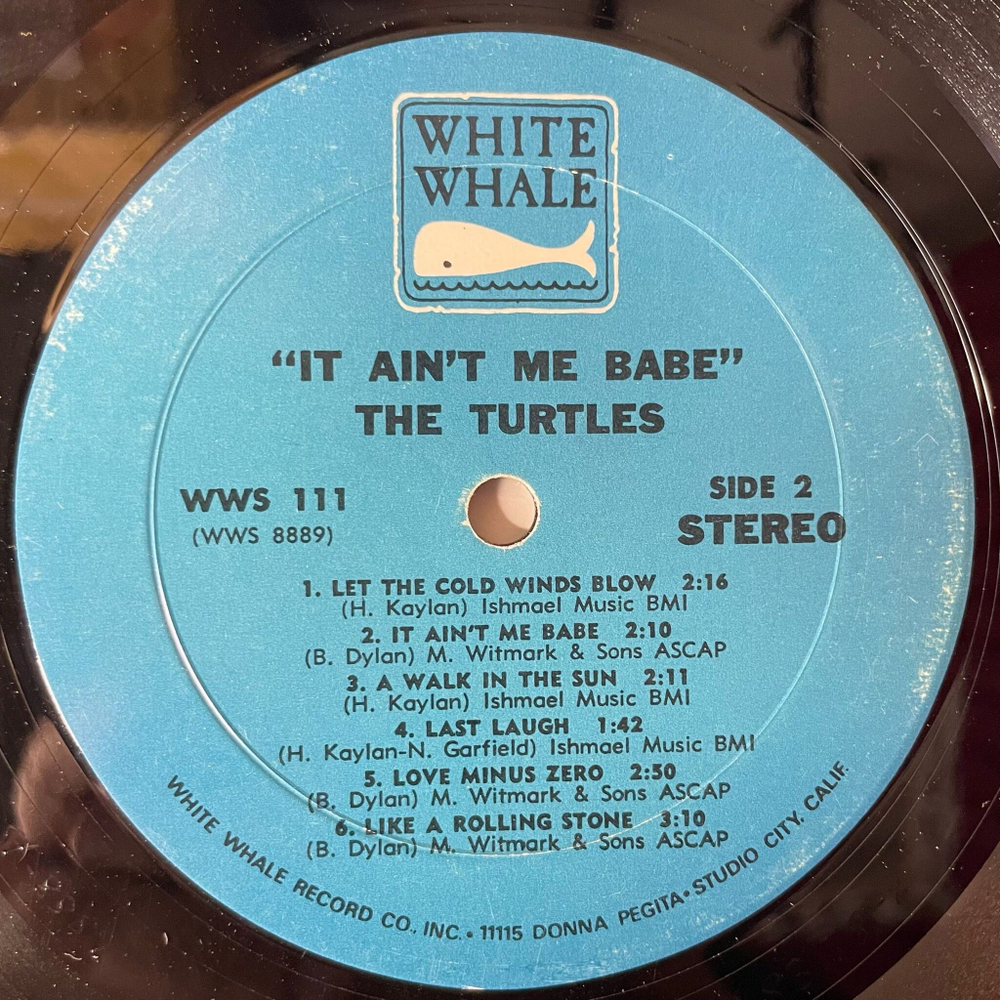 WHITE
WHALE
“IT AIN'T ME BABE”
THE TURTLES
WWS 111
(WWS 8889)
SIDE 2
STEREO
1. LET THE COLD WINDS BLOW 2:16
(H. Kaylan) Ishmael Music BMI
2. IT AIN'T ME BABE 2:10
(B. Dylan) M. Witmark & Sons ASCAP
3. A WALK IN THE SUN 2:11
(H. Kaylan) Ishmael Music BMI
4. LAST LAUGH 1:42
(H. Kaylan-N. Garfield) Ishmael Music BMI
5. LOVE MINUS ZERO 2:50
(B. Dylan) M. Witmark & Sons ASCAP
6. LIKE A ROLLING STONE 3:10
(B. Dylan) M. Witmark & Sons ASCAP
WHITE WHALE RECORD CO., INC. • 11115 DONNA PEGITA • STUDIO CITY, CALIF.